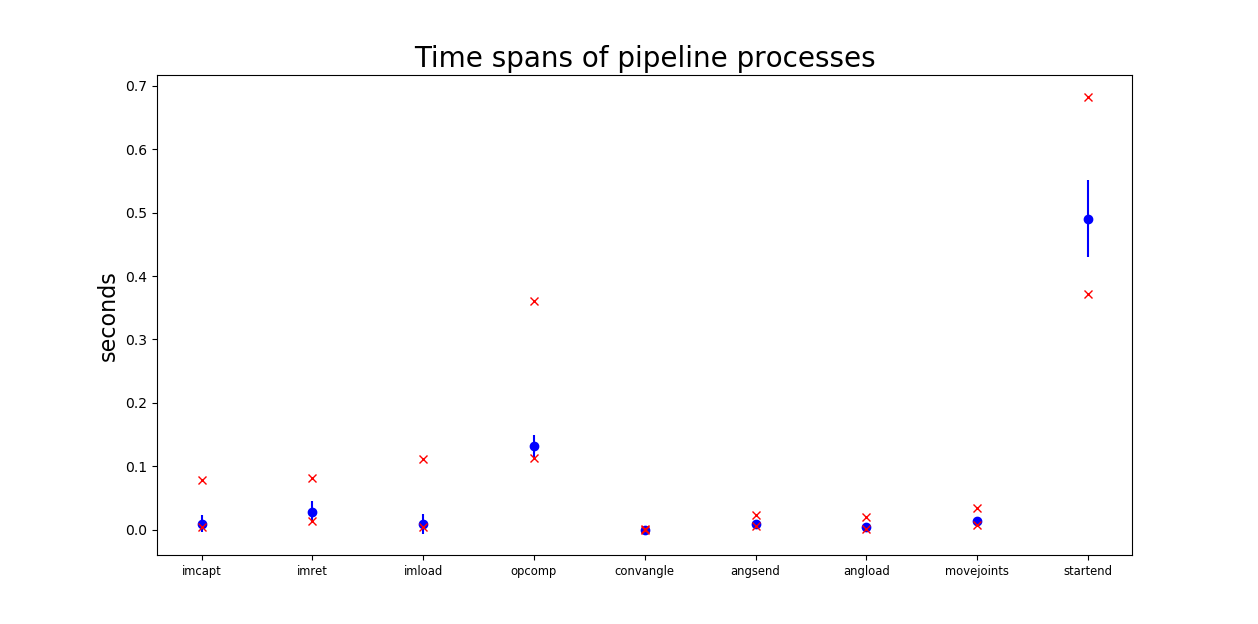 Time spans of pipeline processes
seconds
0.7
0.6
0.5
0.4
0.3
0.2
0.1
0.0
imcapt imret imload opcomp convangle angsend angload movejoints startend